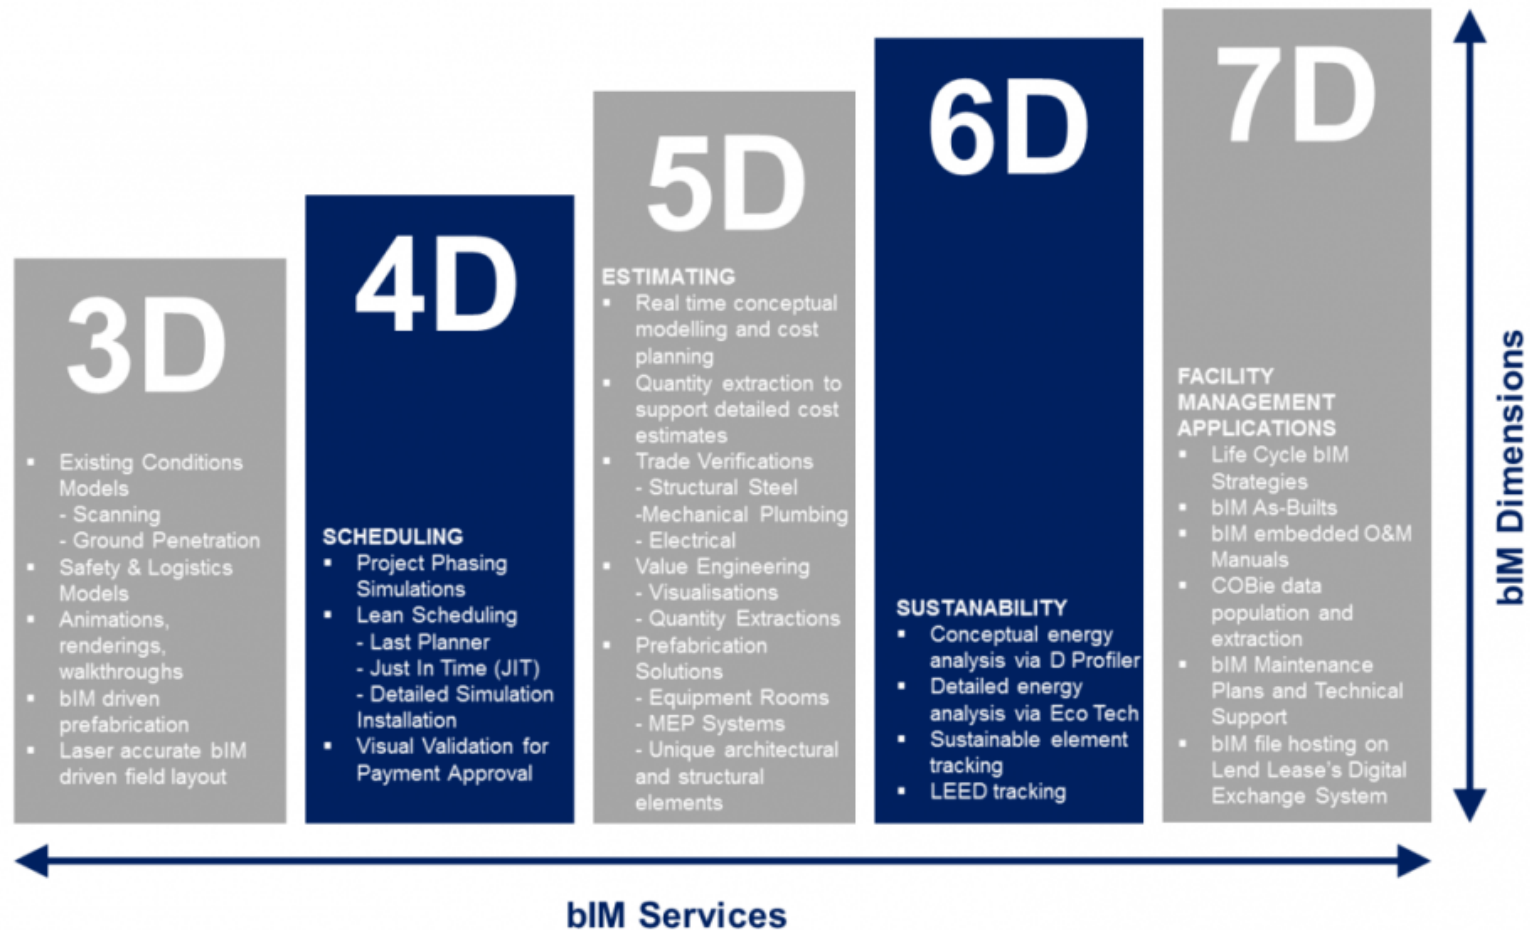 3D
▪ Existing Conditions
Models
- Scanning
- Ground Penetration
▪ Safety & Logistics
Models
▪ Animations,
renderings,
walkthroughs
▪ bIM driven
prefabrication
▪ Laser accurate bIM
driven field layout
4D
SCHEDULING
▪ Project Phasing
Simulations
▪ Lean Scheduling
- Last Planner
- Just In Time (JIT)
- Detailed Simulation
Installation
▪ Visual Validation for
Payment Approval
5D
ESTIMATING
▪ Real time conceptual
modelling and cost
planning
▪ Quantity extraction to
support detailed cost
estimates
▪ Trade Verifications
- Structural Steel
-Mechanical Plumbing
- Electrical
▪ Value Engineering
- Visualisations
- Quantity Extractions
▪ Prefabrication
Solutions
- Equipment Rooms
- MEP Systems
- Unique architectural
and structural
elements
6D
SUSTANABILITY
▪ Conceptual energy
analysis via D Profiler
▪ Detailed energy
analysis via Eco Tech
▪ Sustainable element
tracking
▪ LEED tracking
7D
FACILITY
MANAGEMENT
APPLICATIONS
▪ Life Cycle bIM
Strategies
▪ bIM As-Builts
▪ bIM embedded O&M
Manuals
▪ COBie data
population and
extraction
▪ bIM Maintenance
Plans and Technical
Support
▪ bIM file hosting on
Lend Lease's Digital
Exchange System
bIM Dimensions
bIM Services